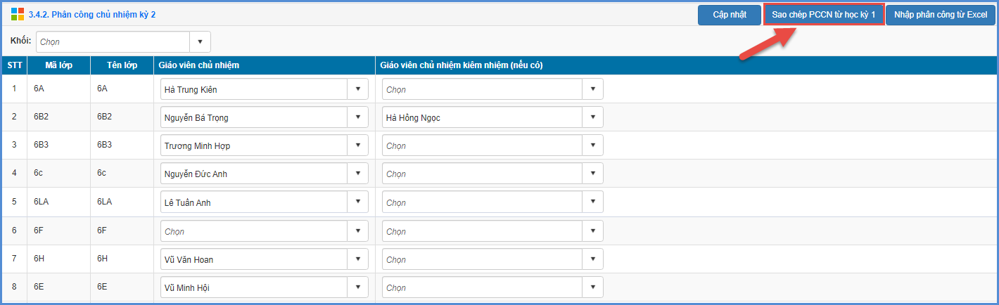 3.4.2. Phân công chủ nhiệm kỳ 2
Cập nhật
Sao chép PCCN từ học kỳ 1
Nhập phân công từ Excel
Khối: Chọn
STT Mã lớp Tên lớp Giáo viên chủ nhiệm Giáo viên chủ nhiệm kiêm nhiệm (nếu có)
1 6A 6A Hà Trung Kiên Chọn
2 6B2 6B2 Nguyễn Bá Trọng Hà Hồng Ngọc
3 6B3 6B3 Trương Minh Hợp Chọn
4 6c 6c Nguyễn Đức Anh Chọn
5 6LA 6LA Lê Tuấn Anh Chọn
6 6F 6F Chọn Chọn
7 6H 6H Vũ Văn Hoan Chọn
8 6E 6E Vũ Minh Hội Chọn